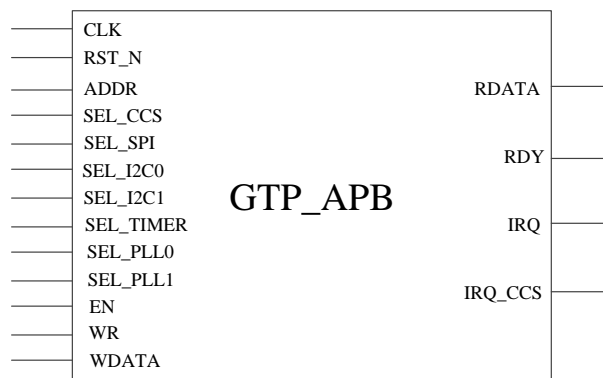 CLK
RST_N
ADDR
SEL_CCS
SEL_SPI
SEL_I2C0
SEL_I2C1
SEL_TIMER
SEL_PLL0
SEL_PLL1
EN
WR
WDATA
GTP_APB
RDATA
RDY
IRQ
IRQ_CCS